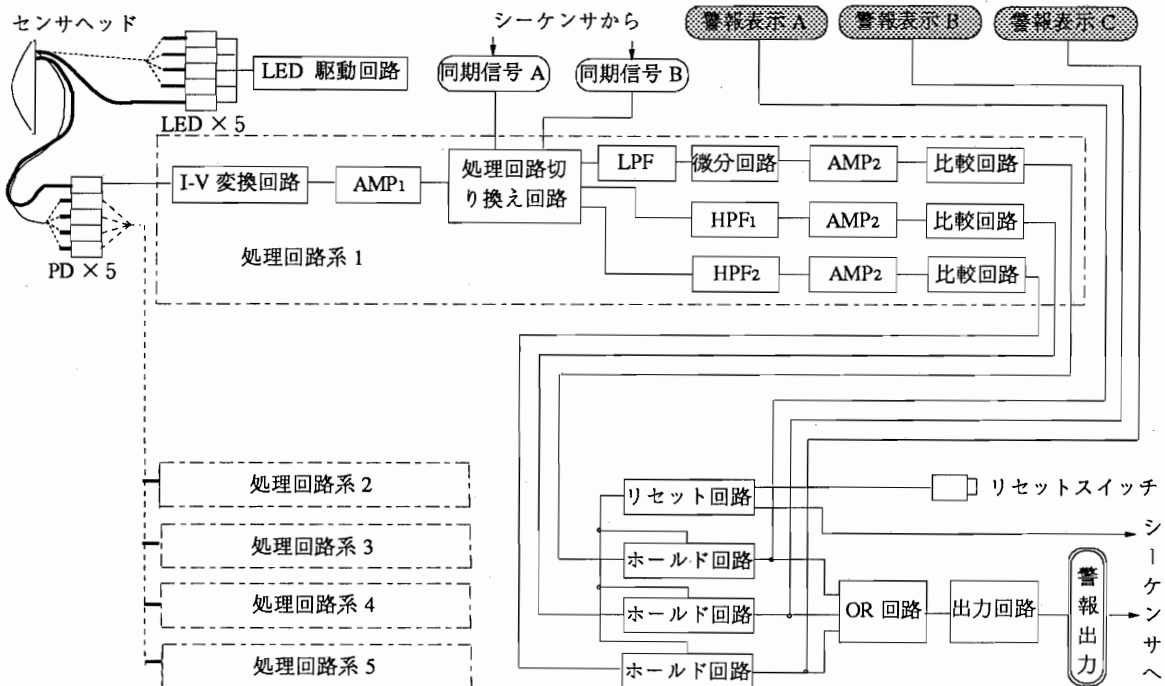 センサヘッド
シーケンサから
警報表示 A
警報表示 B
警報表示 C
同期信号 A
同期信号 B
LED 駆動回路
LED × 5
I-V 変換回路
AMP1
処理回路切
り換え回路
LPF
微分回路
AMP2
比較回路
HPF1
AMP2
比較回路
HPF2
AMP2
比較回路
処理回路系 1
PD × 5
処理回路系 2
処理回路系 3
処理回路系 4
処理回路系 5
リセット回路
リセットスイッチ
ホールド回路
ホールド回路
ホールド回路
OR 回路
出力回路
警報出力
シーケンサへ